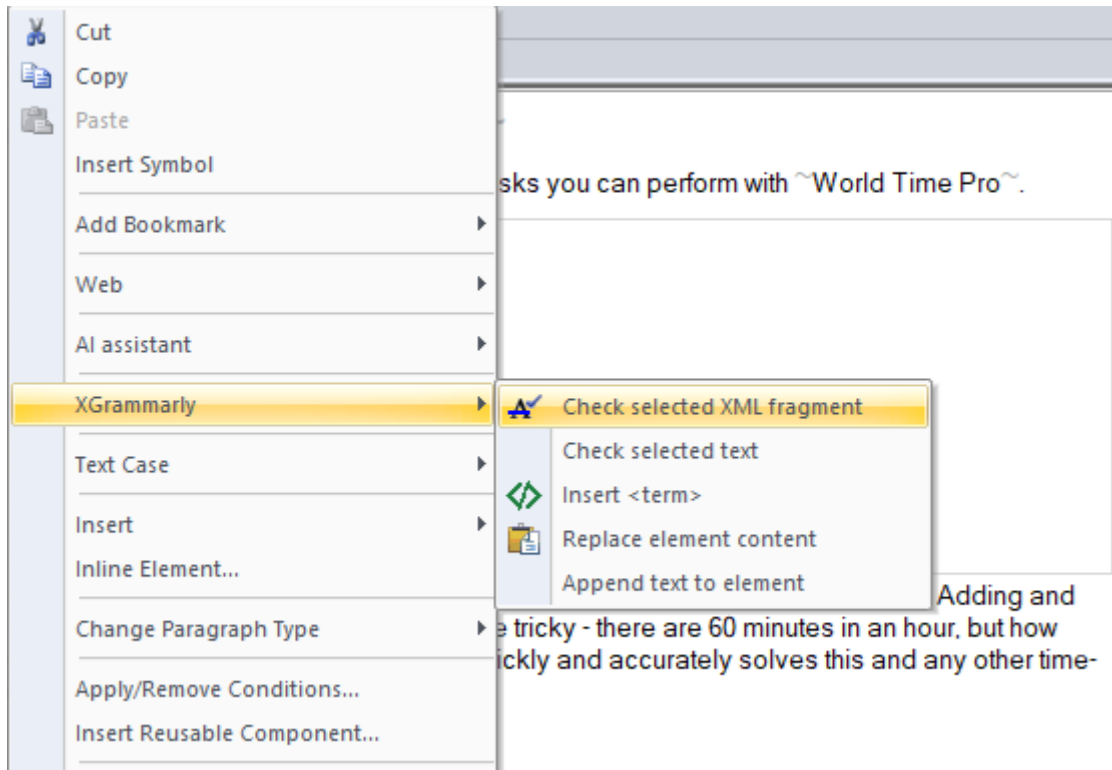 Cut
Copy
Paste
Insert Symbol
sks you can perform with ~World Time Pro~.
Add Bookmark
Web
AI assistant
XGrammarly
Check selected XML fragment
Check selected text
Text Case
Insert <term>
Insert
Replace element content
Inline Element...
Append text to element
Adding and
Change Paragraph Type
e tricky - there are 60 minutes in an hour, but how
ickly and accurately solves this and any other time-
Apply/Remove Conditions...
Insert Reusable Component...